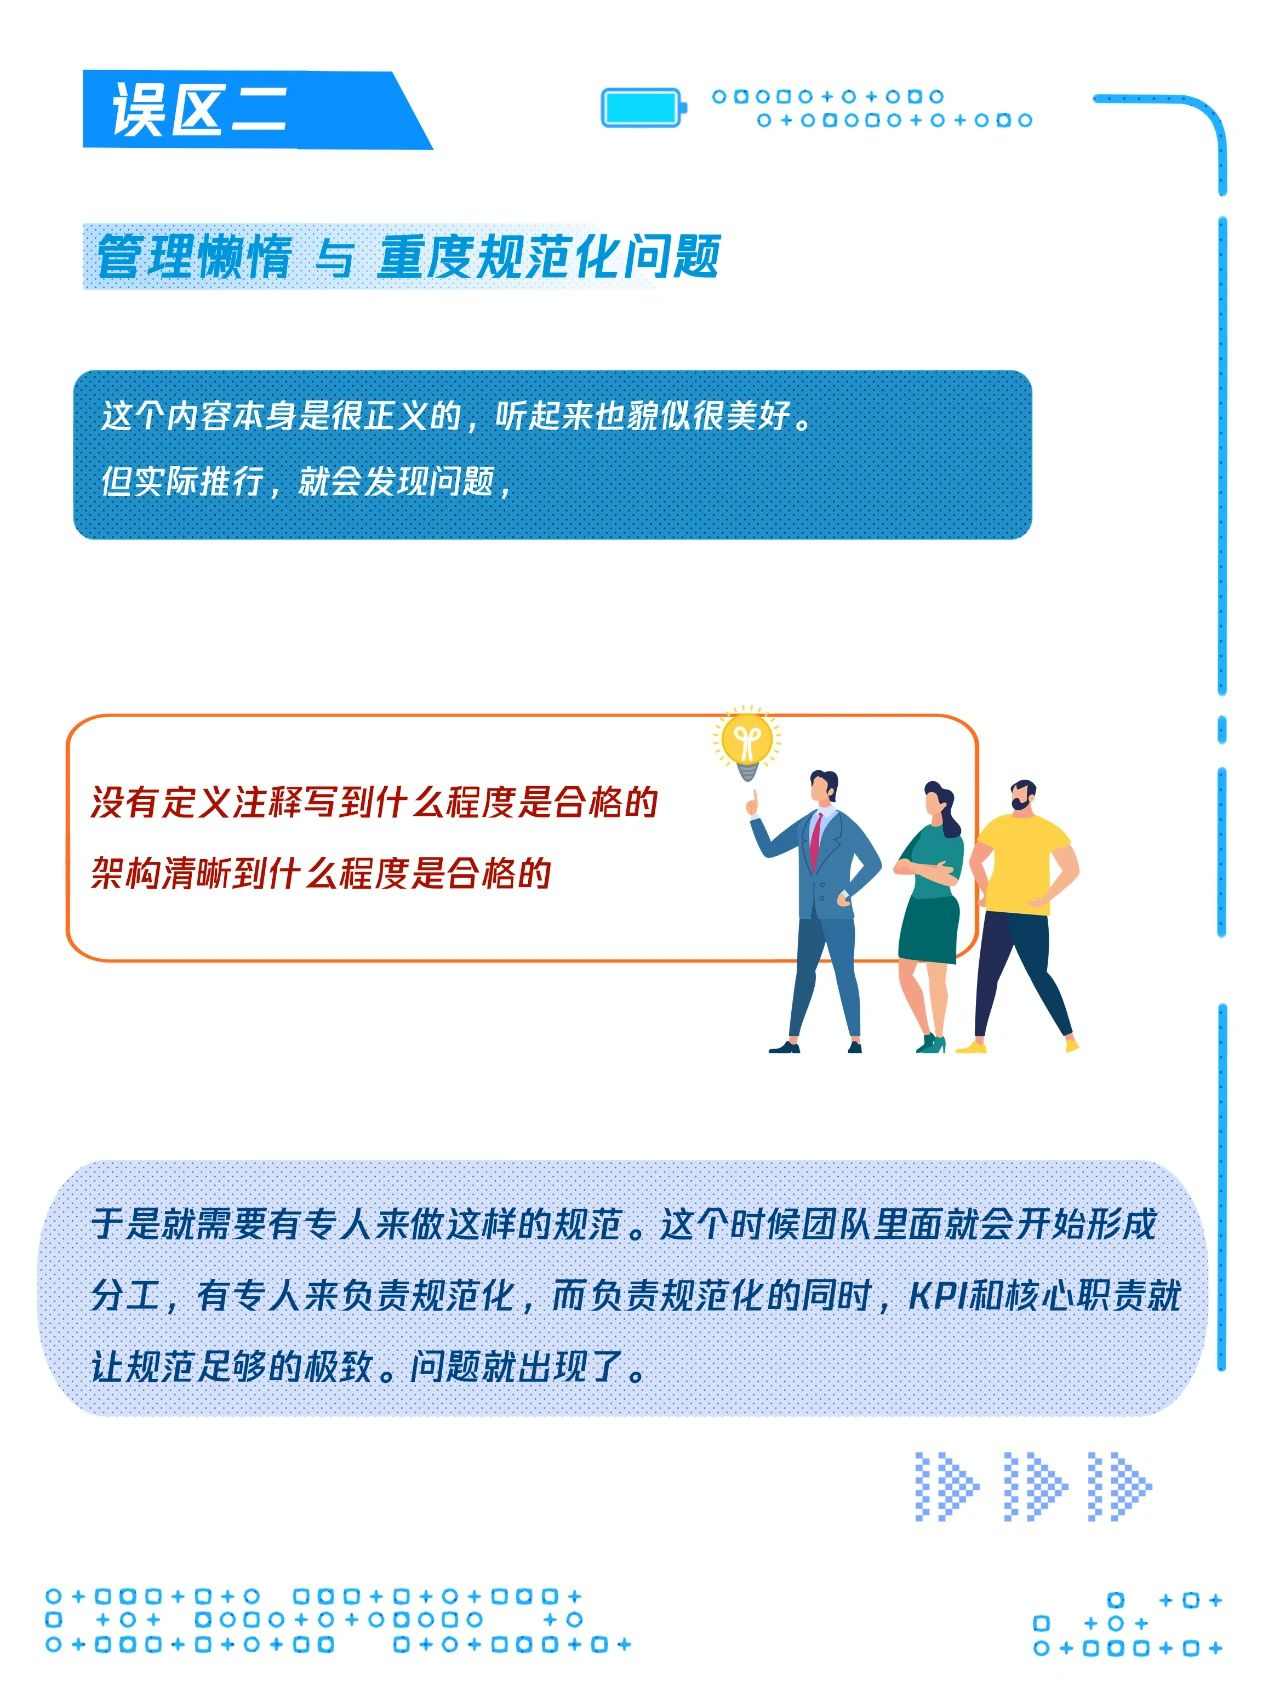 误区二
管理懒惰 与 重度规范化问题
这个内容本身是很正义的，听起来也貌似很美好。
但实际推行，就会发现问题，
没有定义注释写到什么程度是合格的
架构清晰到什么程度是合格的
于是就需要有专人来做这样的规范。这个时候团队里面就会开始形成
分工，有专人来负责规范化，而负责规范化的同时，KPI和核心职责就
让规范足够的极致。问题就出现了。